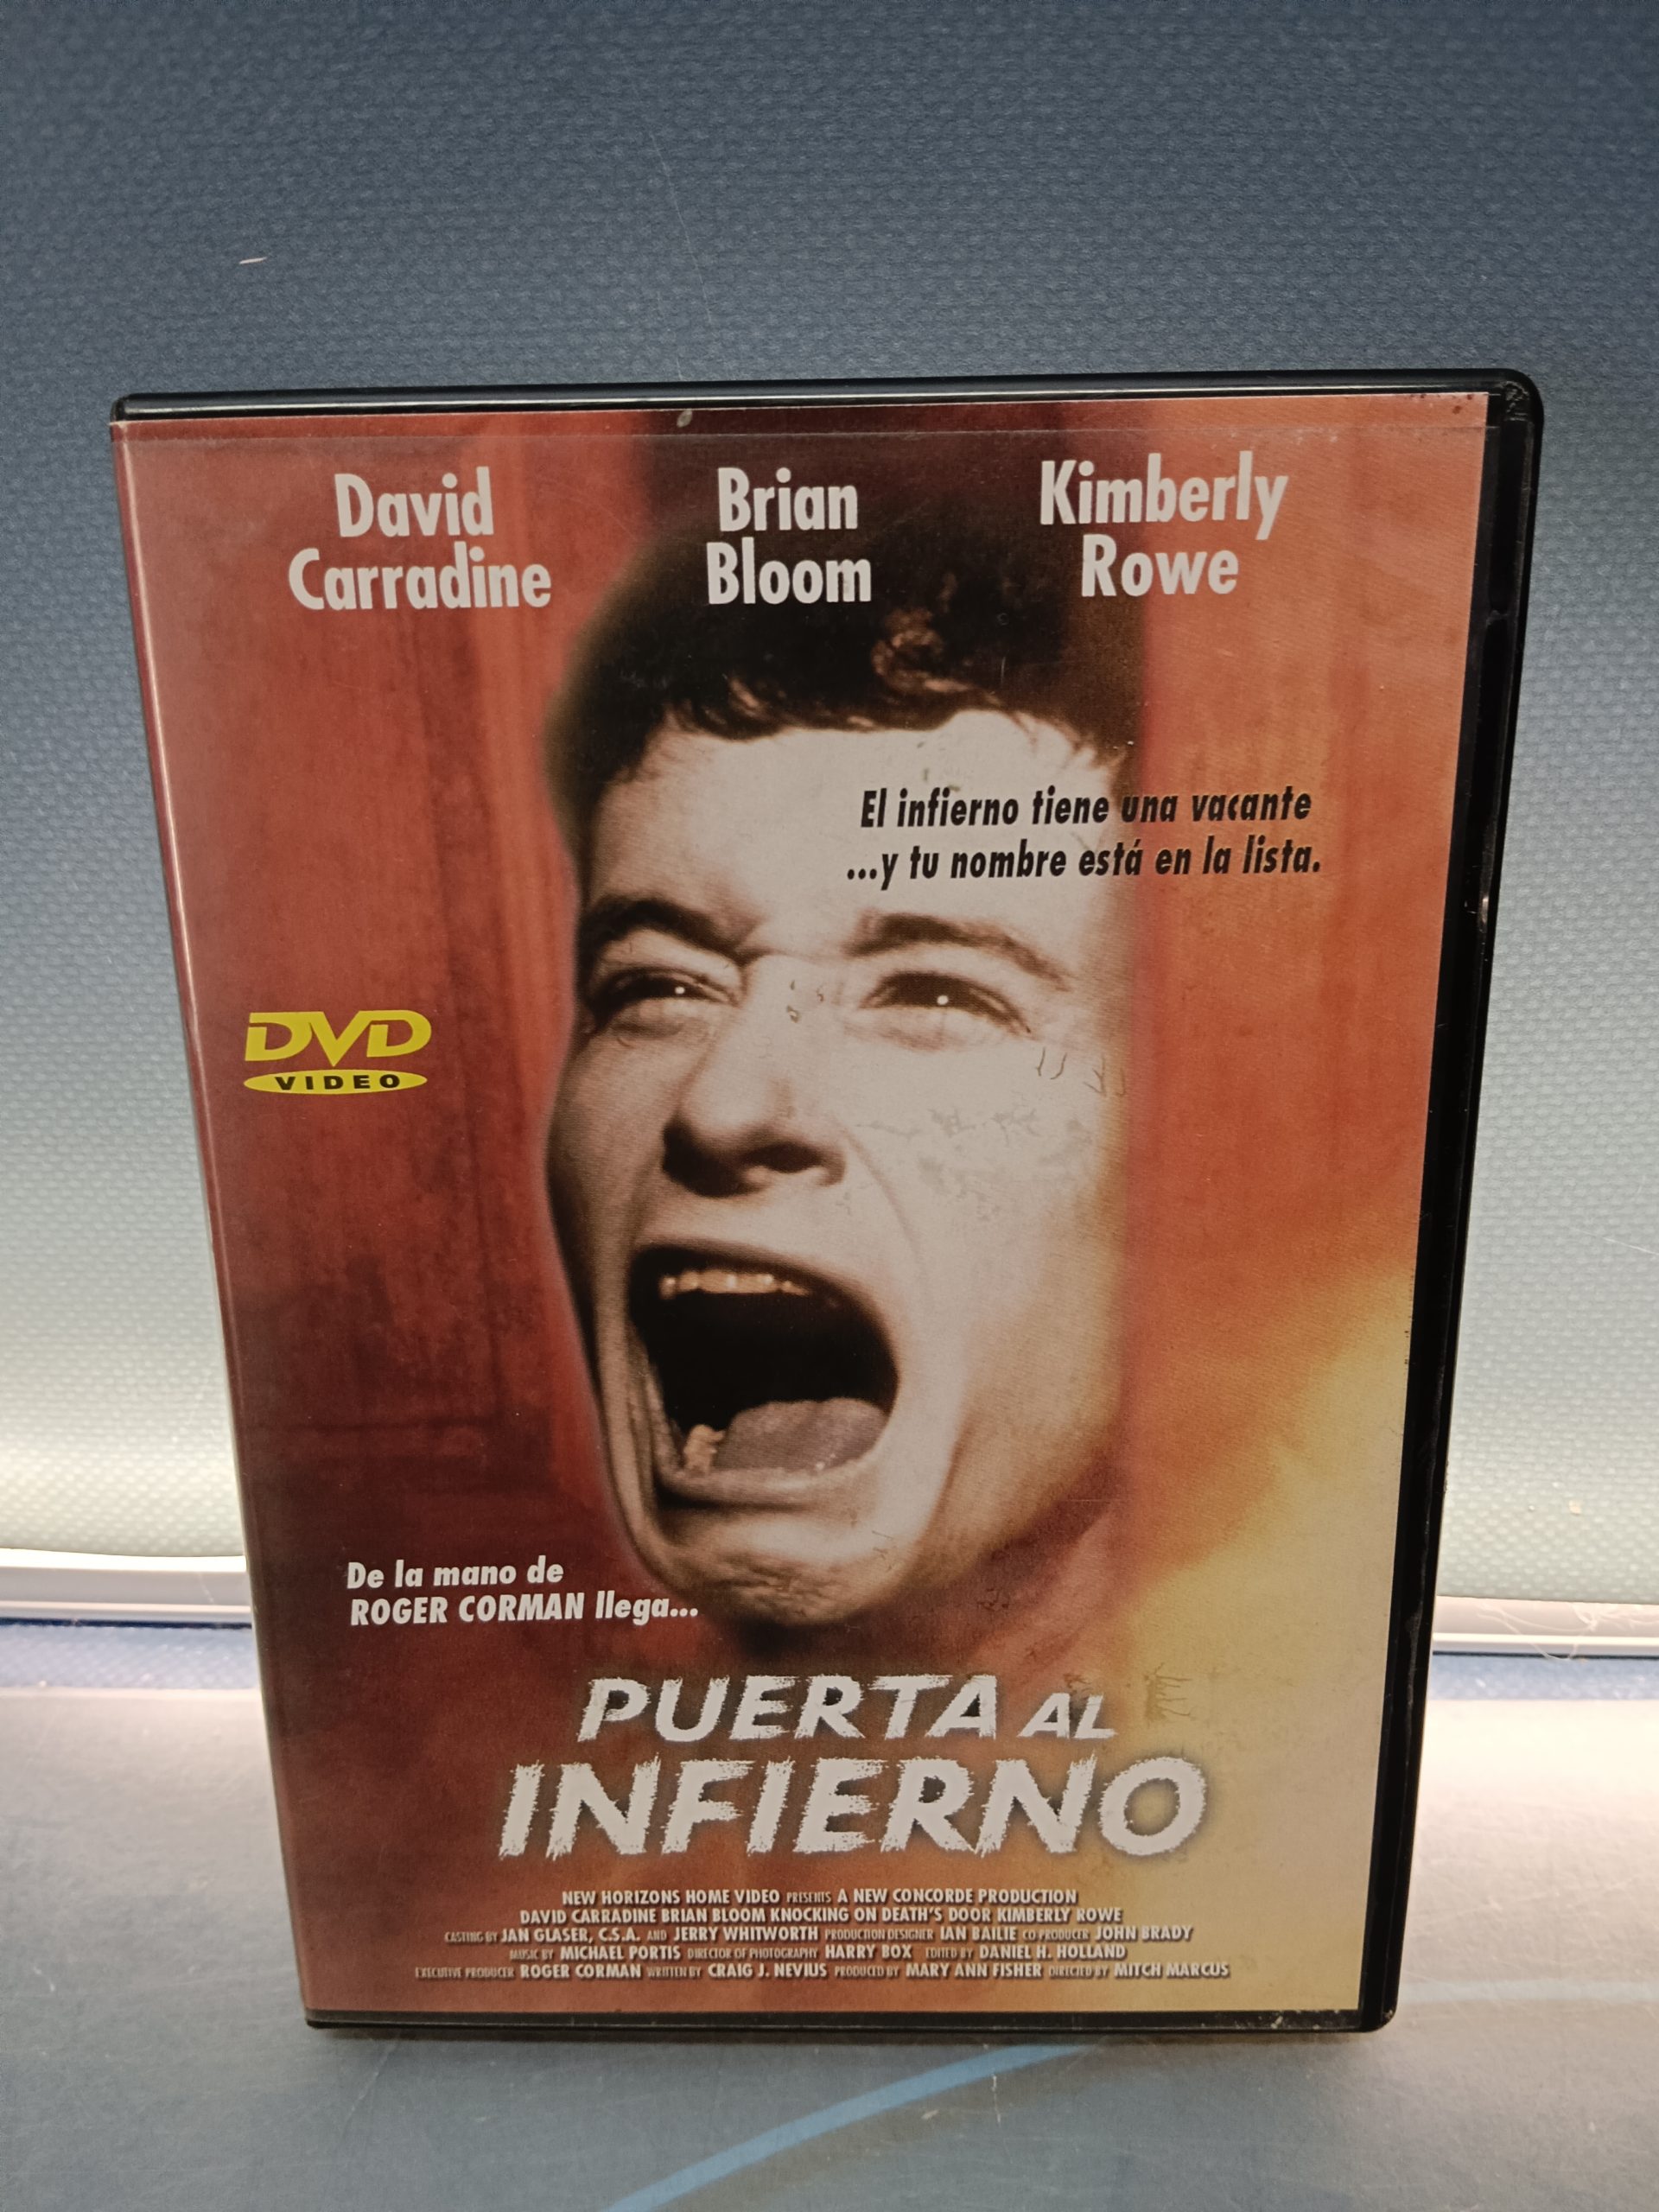 David
Carradine
Brian
Bloom
Kimberly
Rowe
El infierno tiene una vacante
...y tu nombre está en la lista.
DVD
VIDEO
De la mano de
ROGER CORMAN llega...
PUERTA AL
INFIERNO
NEW HORIZONS HOME VIDEO PRESENTS A NEW CONCORDE PRODUCTION
DAVID CARRADINE BRIAN BLOOM KNOCKING ON DEATH'S DOOR KIMBERLY ROWE
CASTING BY JAN GLASER, C.S.A. AND JERRY WHITWORTH PRODUCTION DESIGNER IAN BAILIE CO PRODUCER JOHN BRADY
MUSIC BY MICHAEL PORTIS DIRECTOR OF PHOTOGRAPHY HARRY BOX EDITED BY DANIEL H. HOLLAND
EXECUTIVE PRODUCER ROGER CORMAN WRITTEN BY CRAIG J. NEVIUS PRODUCED BY MARY ANN FISHER DIRECTED BY MITCH MARCUS